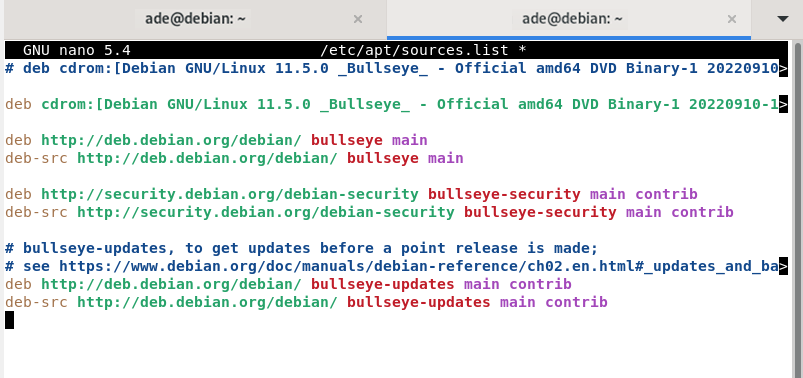 ade@debian: ~ × ade@debian: ~ ×
GNU nano 5.4 /etc/apt/sources.list *
# deb cdrom:[Debian GNU/Linux 11.5.0 _Bullseye_ - Official amd64 DVD Binary-1 20220910>
deb cdrom:[Debian GNU/Linux 11.5.0 _Bullseye_ - Official amd64 DVD Binary-1 20220910-1>
deb http://deb.debian.org/debian/ bullseye main
deb-src http://deb.debian.org/debian/ bullseye main
deb http://security.debian.org/debian-security bullseye-security main contrib
deb-src http://security.debian.org/debian-security bullseye-security main contrib
# bullseye-updates, to get updates before a point release is made;
# see https://www.debian.org/doc/manuals/debian-reference/ch02.en.html#_updates_and_ba>
deb http://deb.debian.org/debian/ bullseye-updates main contrib
deb-src http://deb.debian.org/debian/ bullseye-updates main contrib